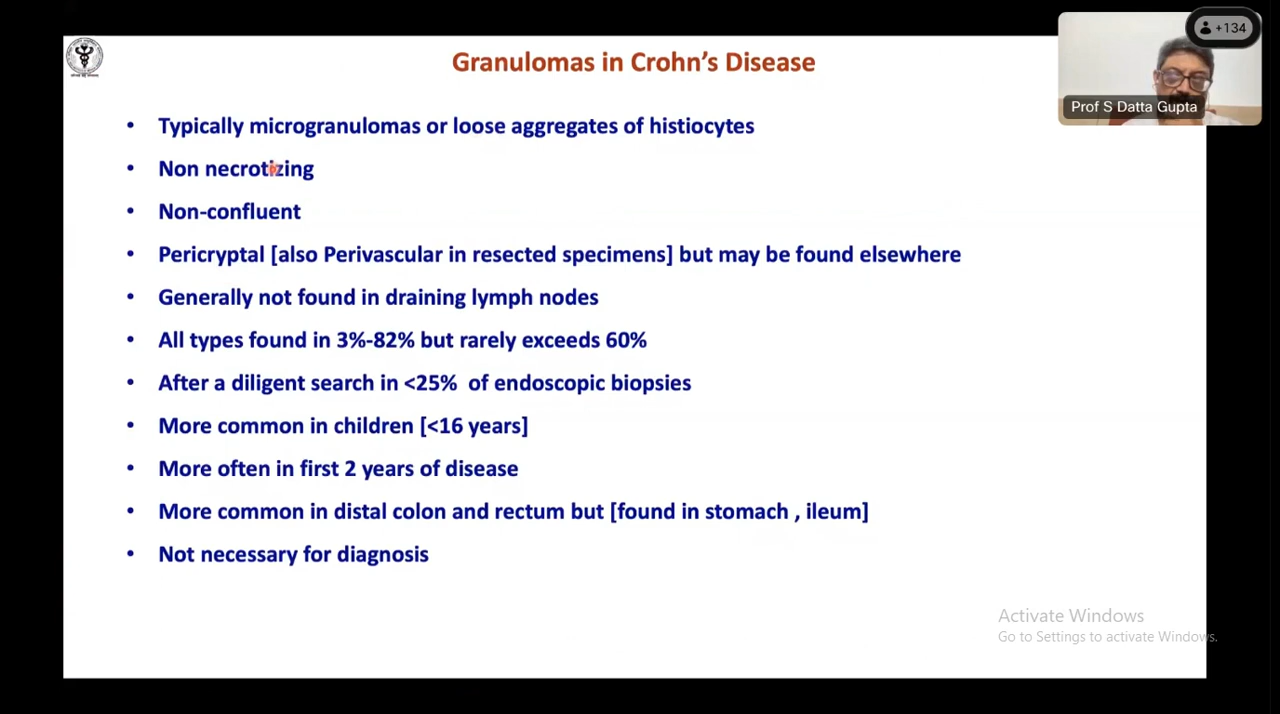 Granulomas in Crohn's Disease
+134
Prof S Datta Gupta
• Typically microgranulomas or loose aggregates of histiocytes
• Non necrotizing
• Non-confluent
• Pericryptal [also Perivascular in resected specimens] but may be found elsewhere
• Generally not found in draining lymph nodes
• All types found in 3%-82% but rarely exceeds 60%
• After a diligent search in <25% of endoscopic biopsies
• More common in children [<16 years]
• More often in first 2 years of disease
• More common in distal colon and rectum but [found in stomach , ileum]
• Not necessary for diagnosis
Activate Windows
Go to Settings to activate Windows.